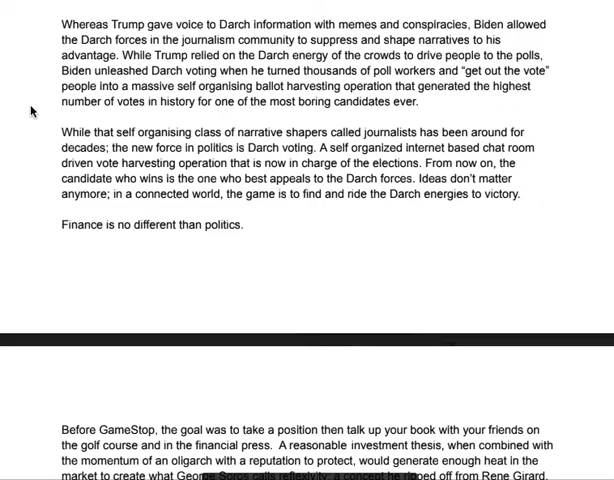 Whereas Trump gave voice to Darch information with memes and conspiracies, Biden allowed
the Darch forces in the journalism community to suppress and shape narratives to his
advantage. While Trump relied on the Darch energy of the crowds to drive people to the polls,
Biden unleashed Darch voting when he turned thousands of poll workers and “get out the vote”
people into a massive self organising ballot harvesting operation that generated the highest
number of votes in history for one of the most boring candidates ever.
While that self organising class of narrative shapers called journalists has been around for
decades; the new force in politics is Darch voting. A self organized internet based chat room
driven vote harvesting operation that is now in charge of the elections. From now on, the
candidate who wins is the one who best appeals to the Darch forces. Ideas don’t matter
anymore; in a connected world, the game is to find and ride the Darch energies to victory.
Finance is no different than politics.
Before GameStop, the goal was to take a position then talk up your book with your friends on
the golf course and in the financial press. A reasonable investment thesis, when combined with
the momentum of an oligarch with a reputation to protect, would generate enough heat in the
market to create what George Soros calls reflexivity, a concept he ripped off from Rene Girard.